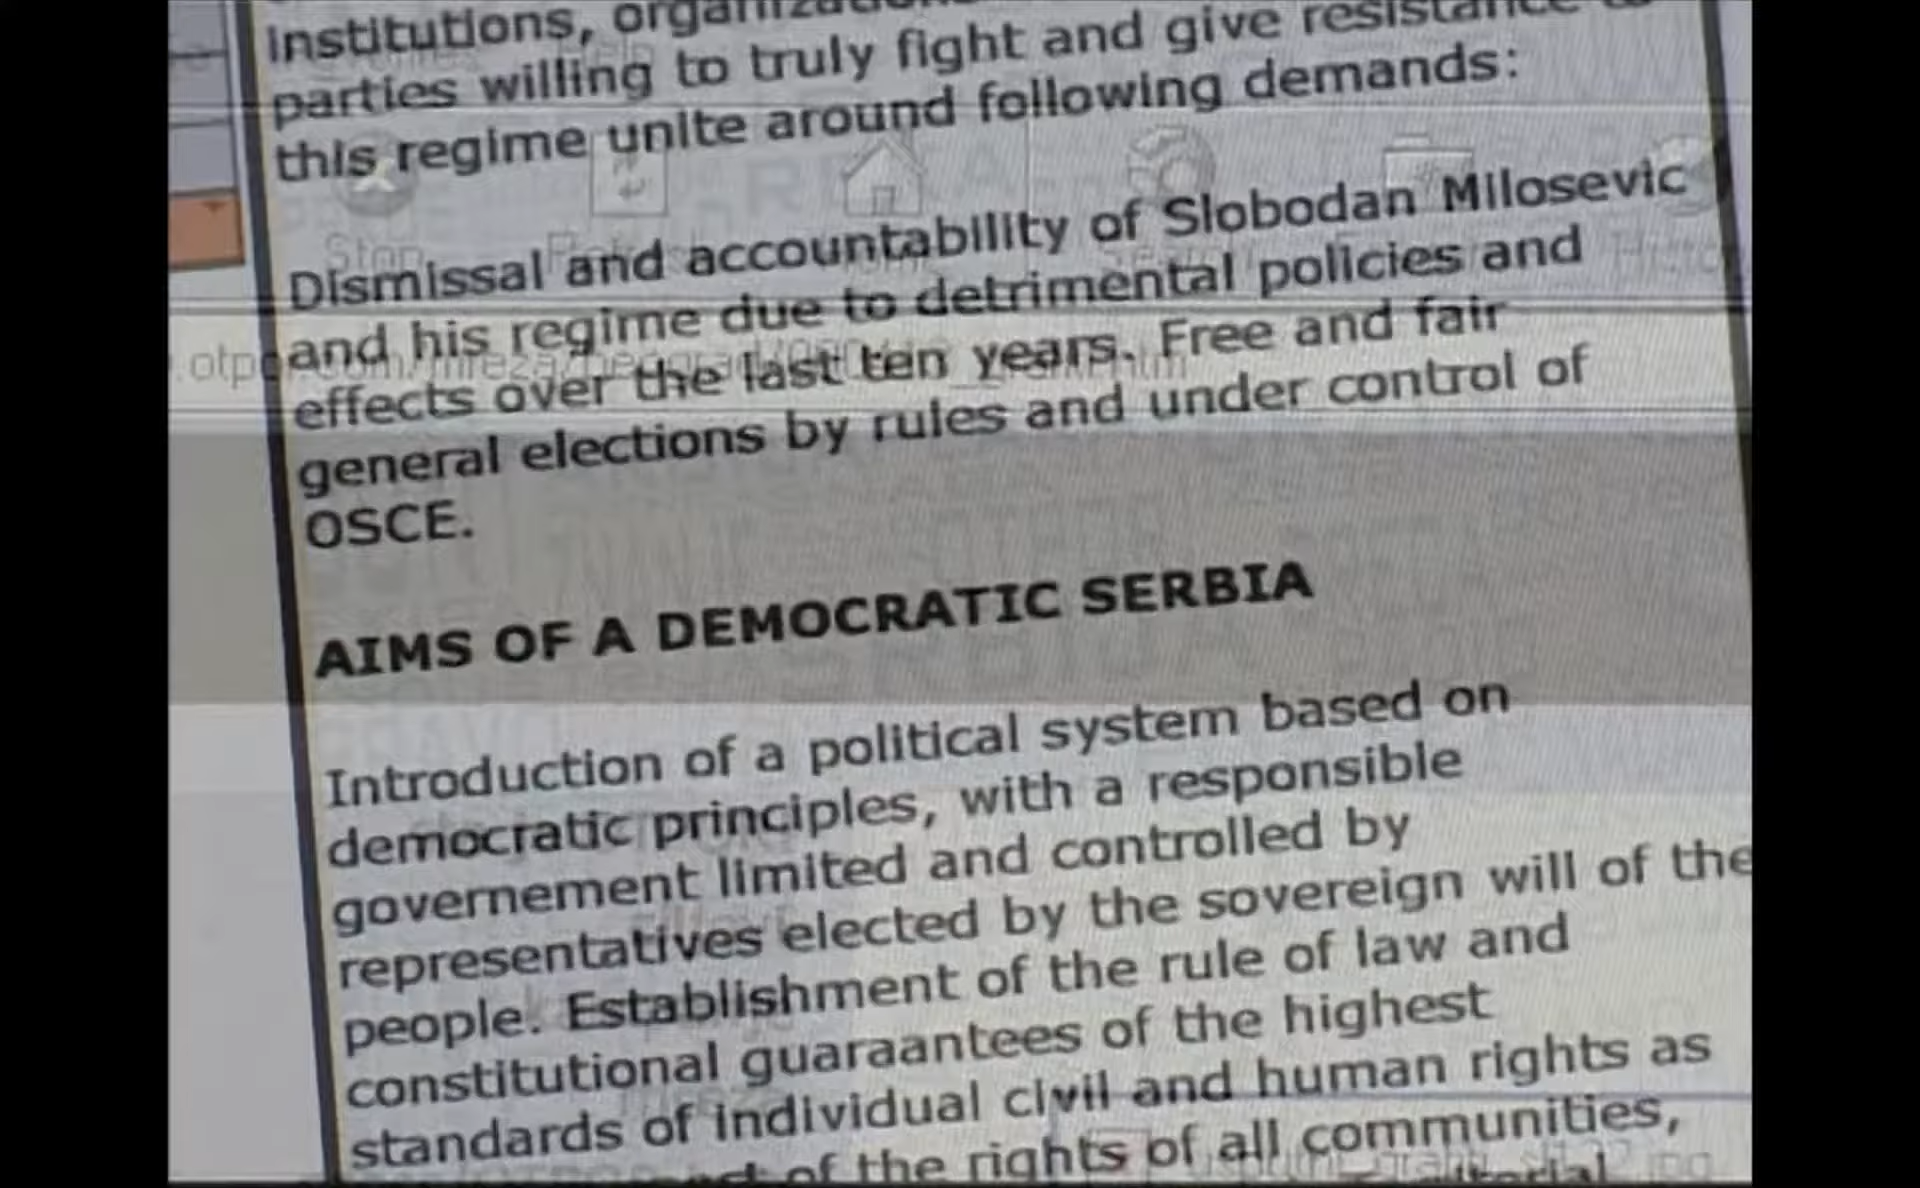 institutions,
parties willing to truly fight and give resistance to
this regime unite around following demands:
Stop
Dismissal and accountability of Slobodan Milosevic
and his regime due to detrimental policies and
effects over the last ten years. Free and fair
general elections by rules and under control of
OSCE.
AIMS OF A DEMOCRATIC SERBIA
Introduction of a political system based on
democratic principles, with a responsible
governement limited and controlled by
representatives elected by the sovereign will of the
people. Establishment of the rule of law and
constitutional guaraantees of the highest
standards of individual civil and human rights as
of the rights of all communities,